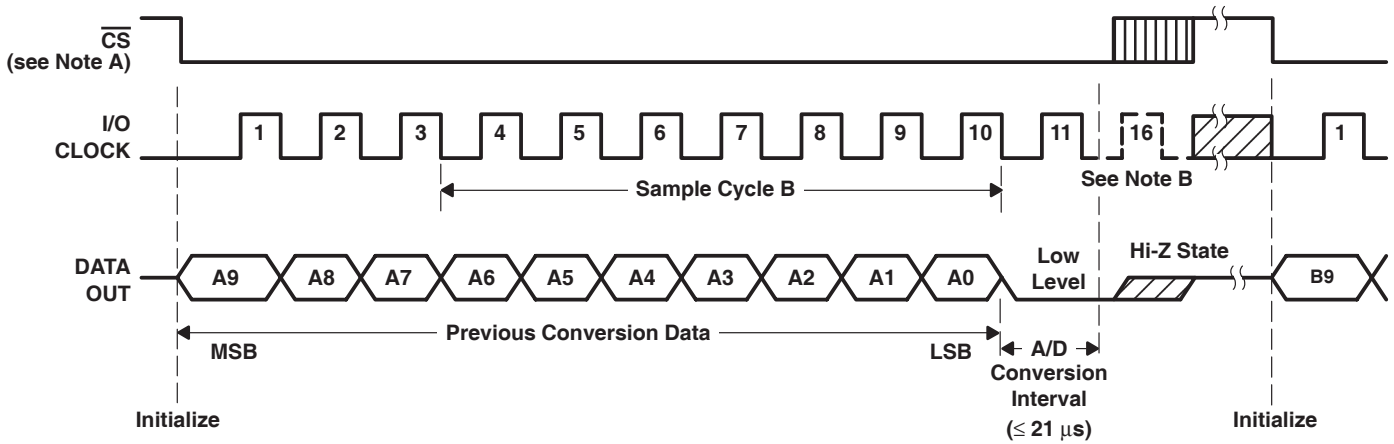 CS
(see Note A)
I/O
CLOCK
1 2 3 4 5 6 7 8 9 10 11 16 1
See Note B
Sample Cycle B
DATA
OUT
A9 A8 A7 A6 A5 A4 A3 A2 A1 A0
Low
Level
Hi-Z State
B9
Previous Conversion Data
MSB
LSB
A/D
Conversion
Interval
(≤ 21 μs)
Initialize
Initialize